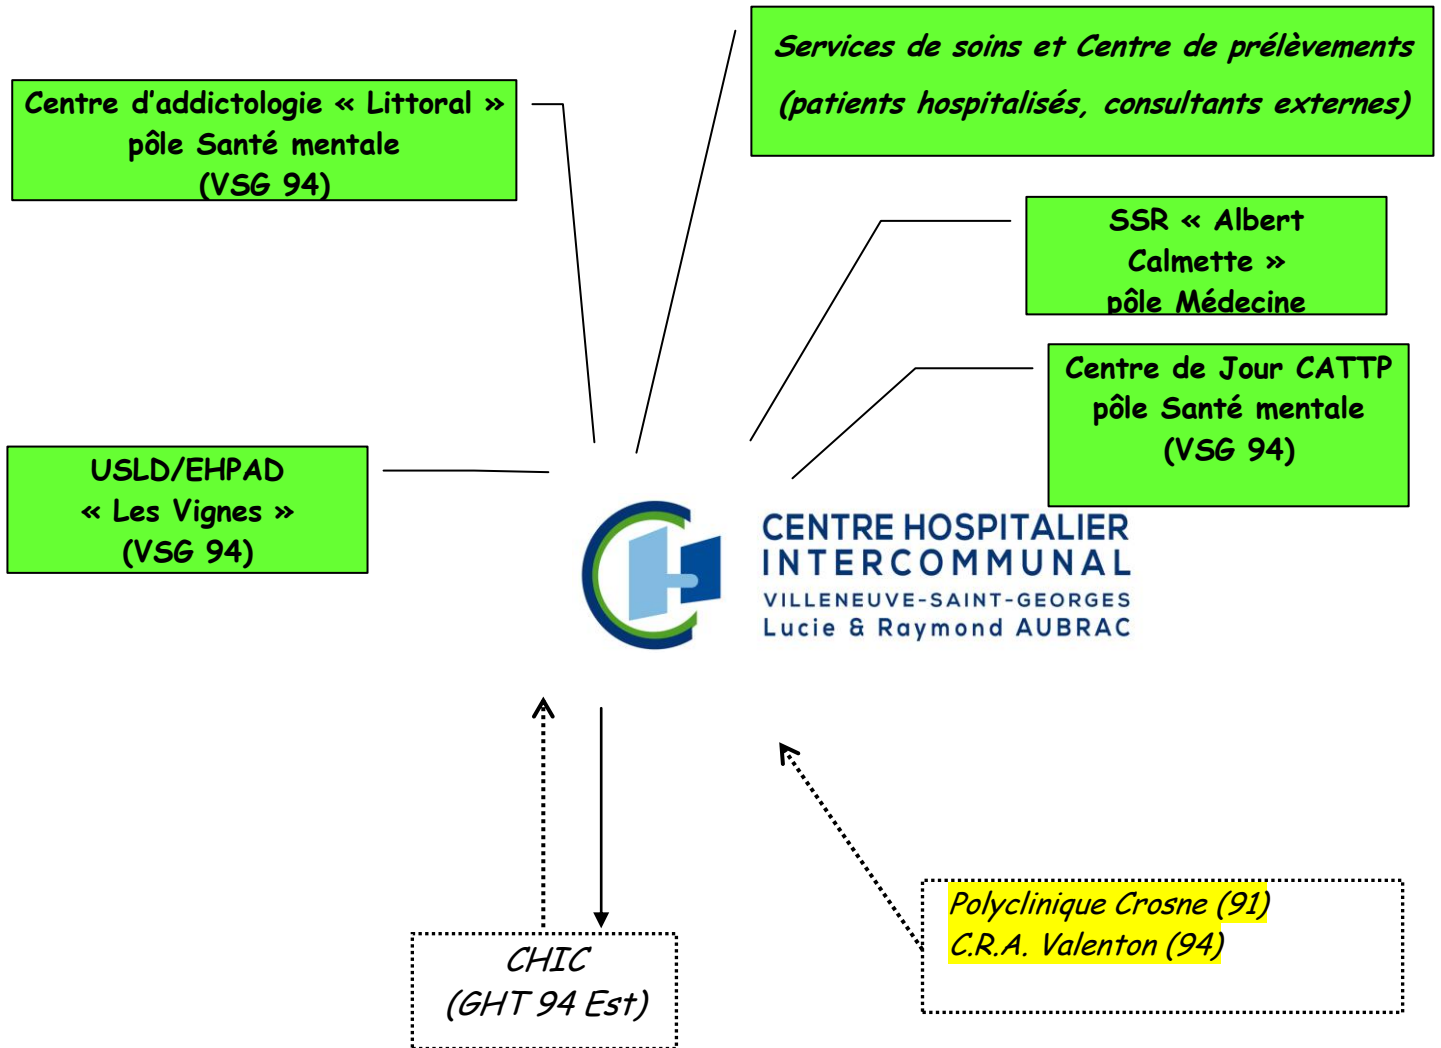 Services de soins et Centre de prélèvements
(patients hospitalisés, consultants externes)
Centre d'addictologie « Littoral »
pôle Santé mentale
(VSG 94)
SSR « Albert
Calmette »
pôle Médecine
Centre de Jour CATTP
pôle Santé mentale
(VSG 94)
USLD/EHPAD
« Les Vignes »
(VSG 94)
CENTRE HOSPITALIER
INTERCOMMUNAL
VILLENEUVE-SAINT-GEORGES
Lucie & Raymond AUBRAC
Polyclinique Crosne (91)
C.R.A. Valenton (94)
CHIC
(GHT 94 Est)